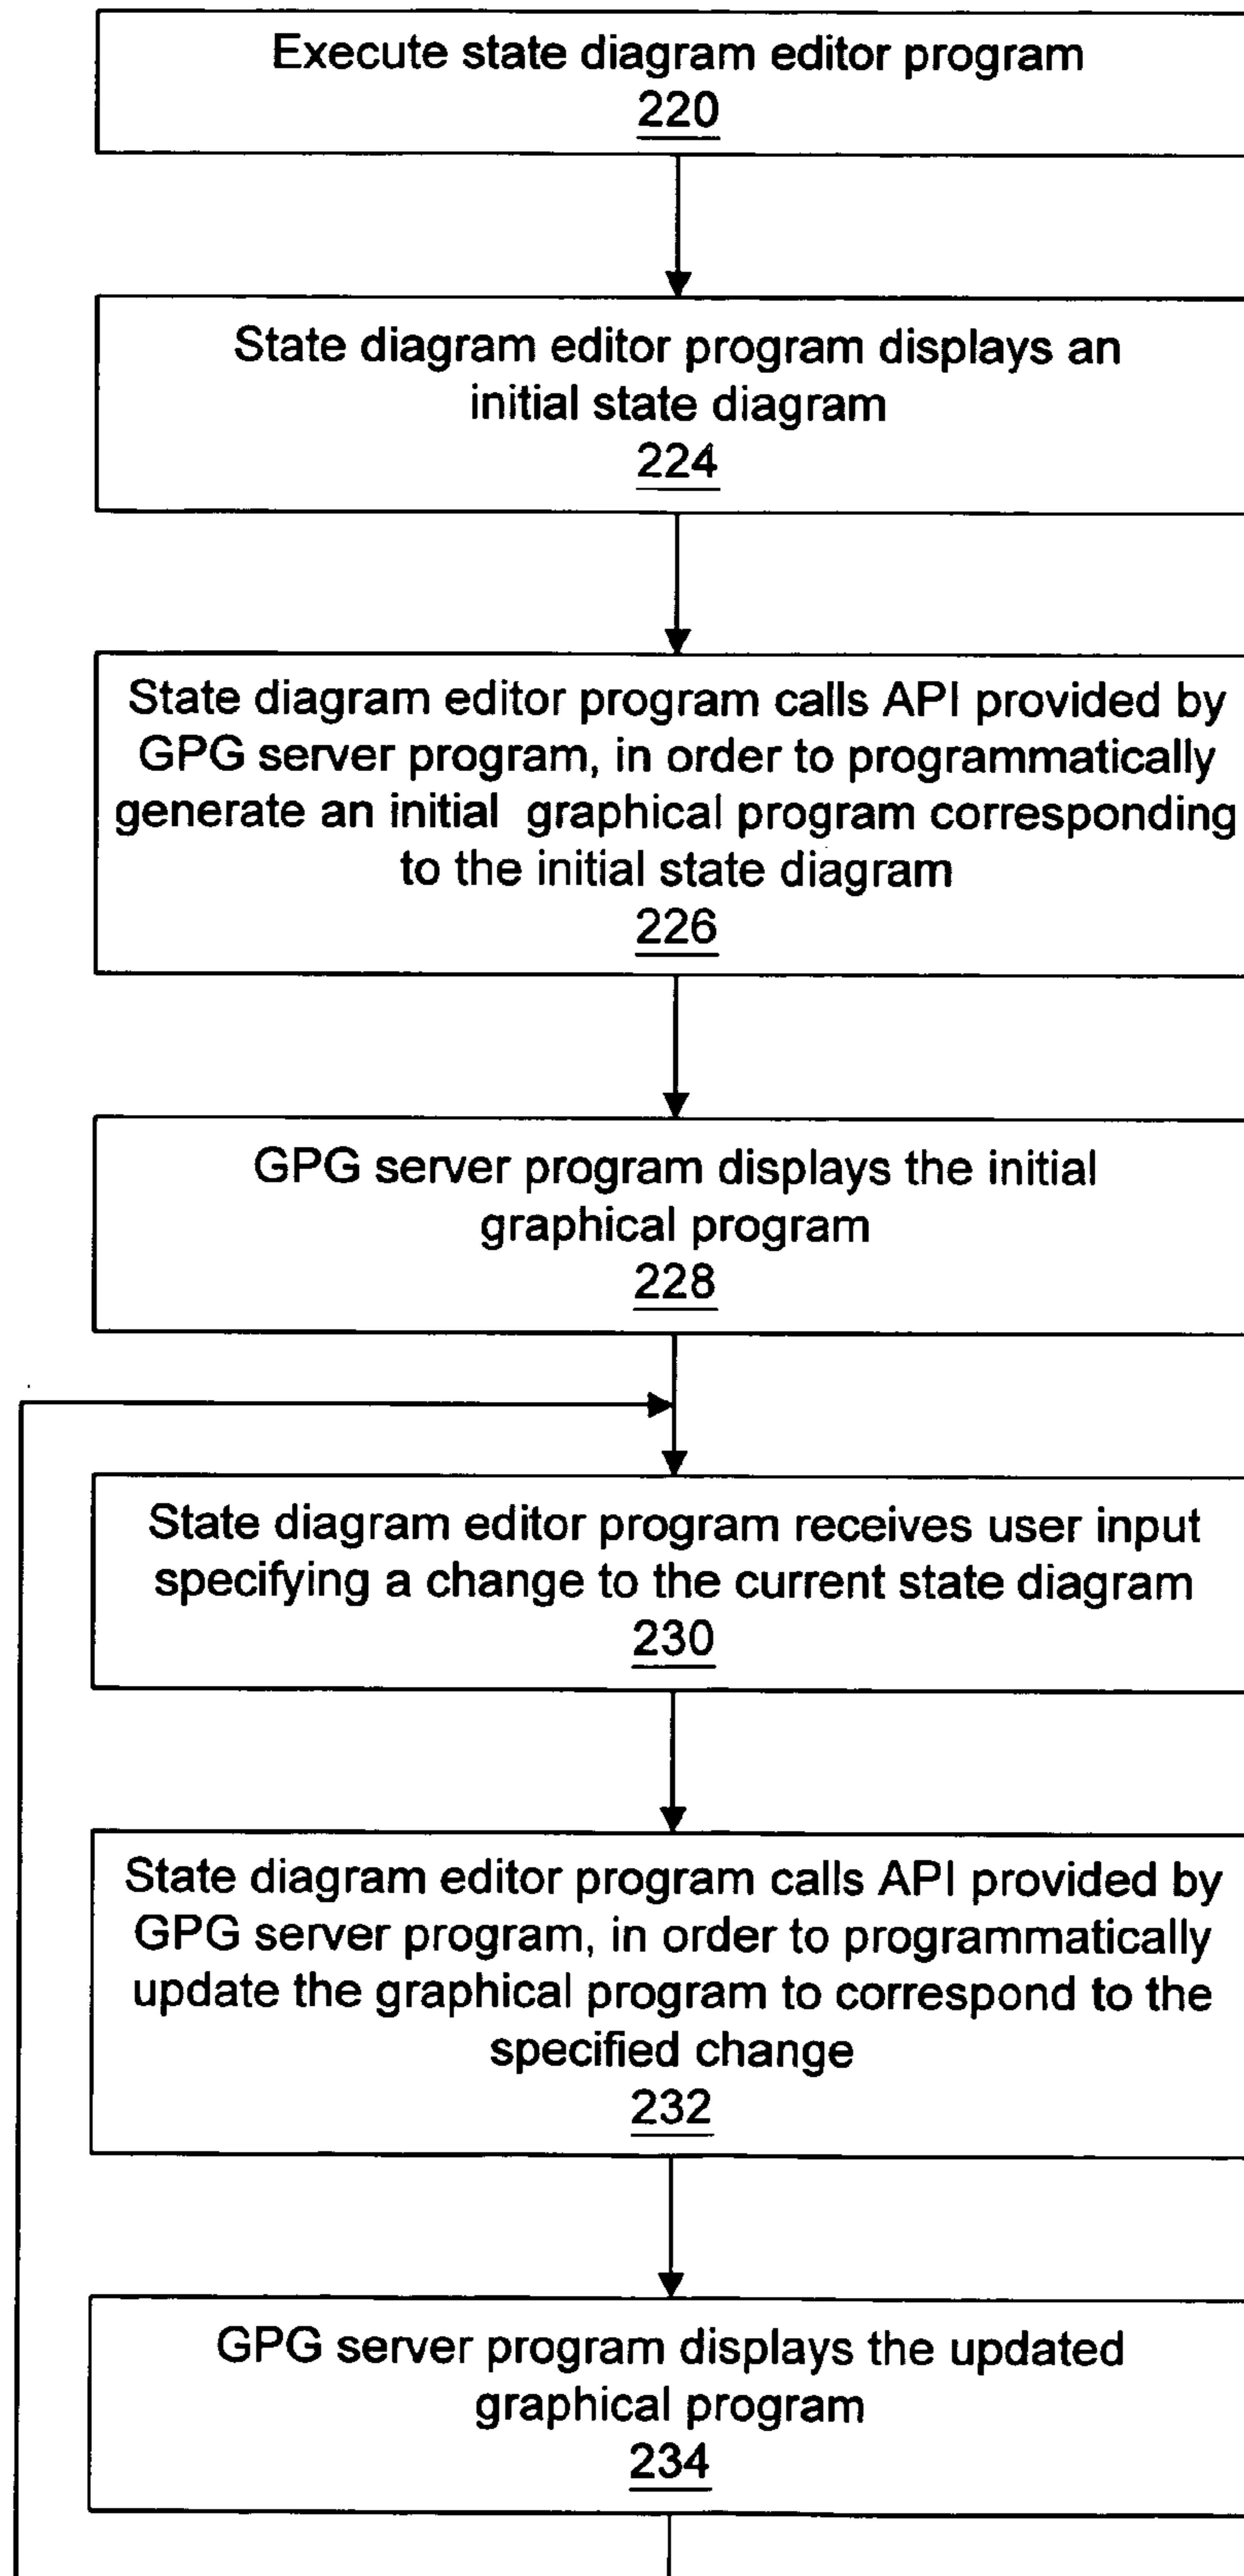 Execute state diagram editor program
220
State diagram editor program displays an
initial state diagram
224
State diagram editor program calls API provided by
GPG server program, in order to programmatically
generate an initial graphical program corresponding
to the initial state diagram
226
GPG server program displays the initial
graphical program
228
State diagram editor program receives user input
specifying a change to the current state diagram
230
State diagram editor program calls API provided by
GPG server program, in order to programmatically
update the graphical program to correspond to the
specified change
232
GPG server program displays the updated
graphical program
234